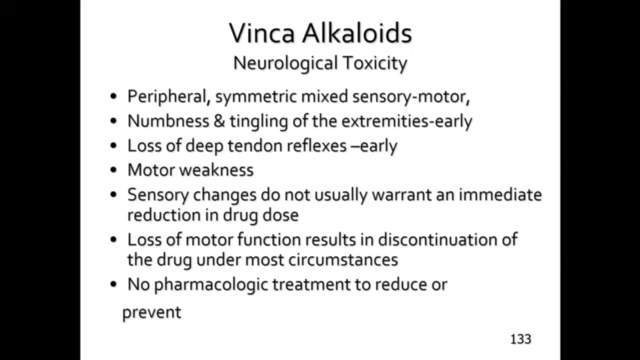 Vinca Alkaloids
Neurological Toxicity
• Peripheral, symmetric mixed sensory-motor,
• Numbness & tingling of the extremities-early
• Loss of deep tendon reflexes –early
• Motor weakness
• Sensory changes do not usually warrant an immediate
reduction in drug dose
• Loss of motor function results in discontinuation of
the drug under most circumstances
• No pharmacologic treatment to reduce or
prevent
133